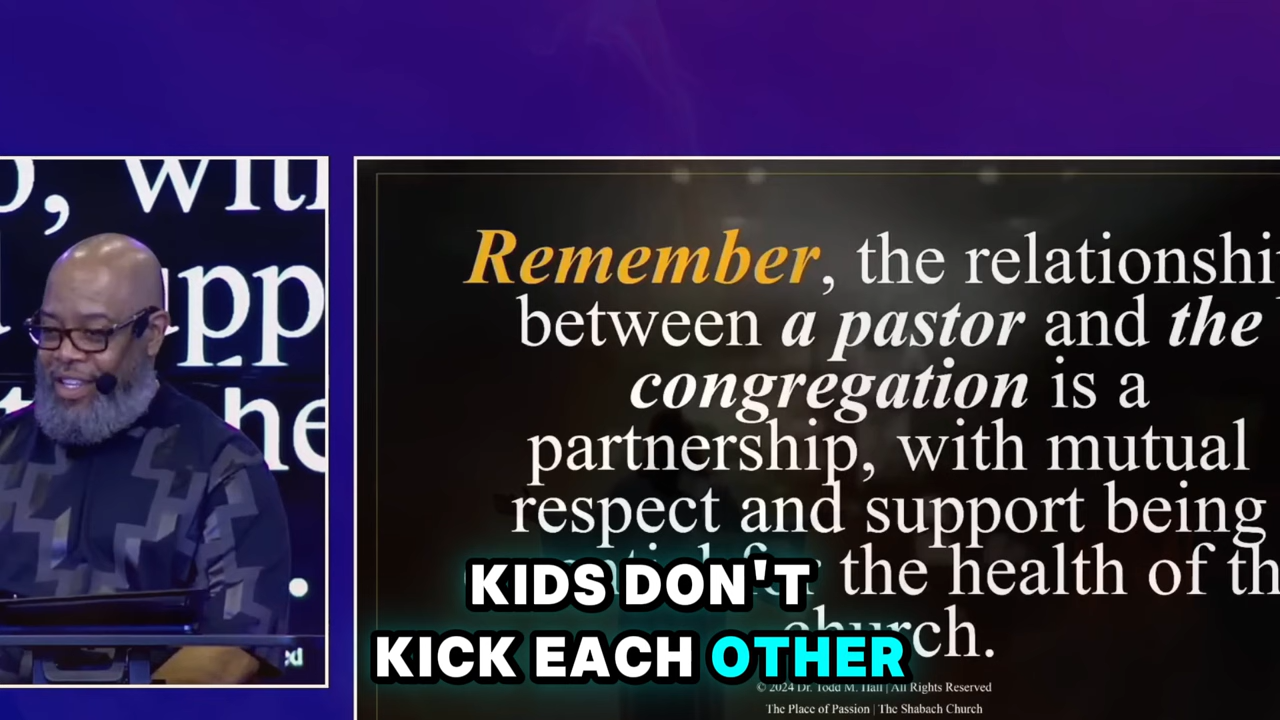 Remember, the relationshi
between a pastor and the
congregation is a
partnership, with mutual
respect and support being
the health of th
church.
KIDS DON'T
KICK EACH OTHER
© 2024 Dr. Todd M. Hall | All Rights Reserved
The Place of Passion | The Shabach Church